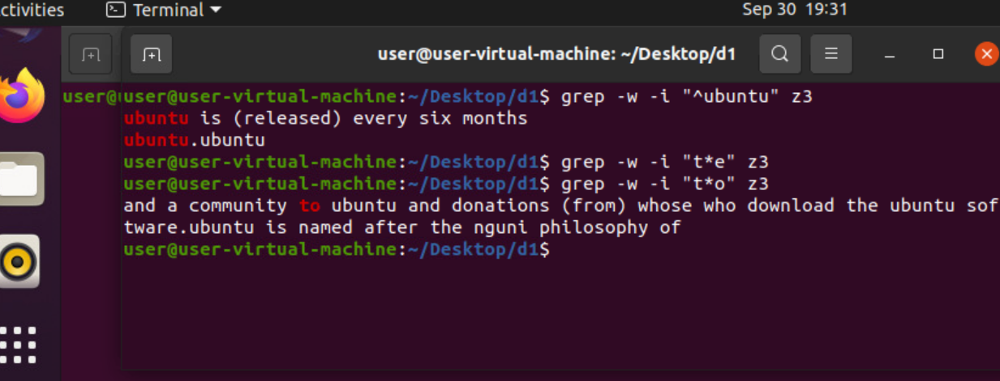 ctivities
Terminal
Sep 30 19:31
user@user-virtual-machine: ~/Desktop/d1
user@
user@user-virtual-machine:~/Desktop/d1$ grep -w -i "^ubuntu" z3
ubuntu is (released) every six months
ubuntu.ubuntu
user@user-virtual-machine:~/Desktop/d1$ grep -w -i "t*e" z3
user@user-virtual-machine:~/Desktop/d1$ grep -w -i "t*o" z3
and a community to ubuntu and donations (from) whose who download the ubuntu sof
tware.ubuntu is named after the nguni philosophy of
user@user-virtual-machine:~/Desktop/d1$